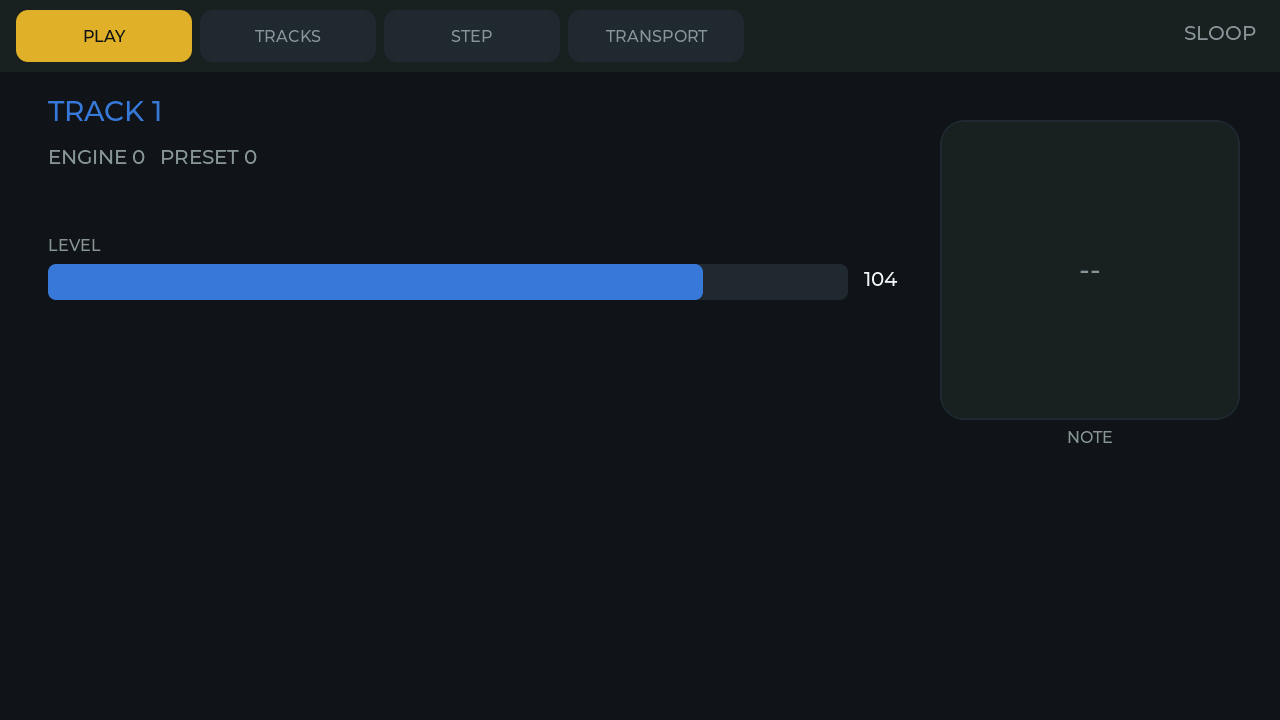 PLAY TRACKS STEP TRANSPORT SLOOP
TRACK 1
ENGINE 0 PRESET 0
LEVEL
104
--
NOTE